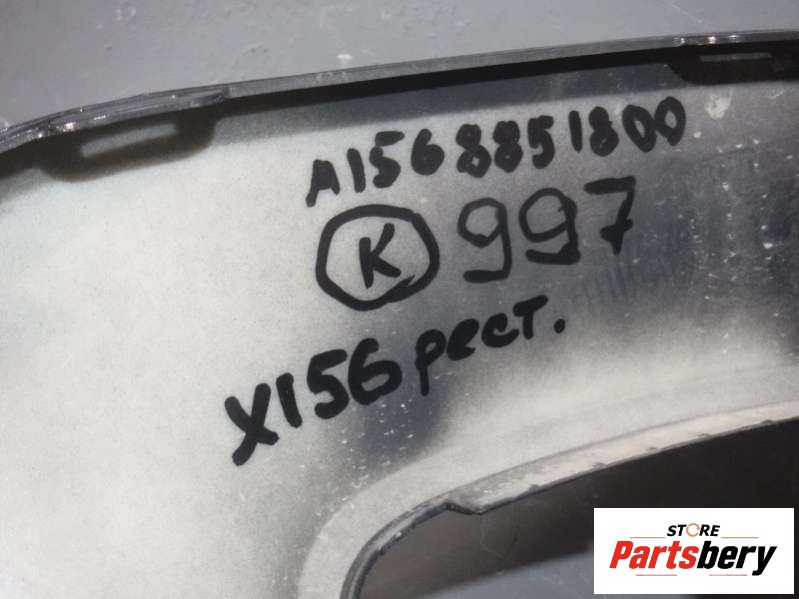 A1568851800
K 997
X156 рест.
STORE
Partsbery